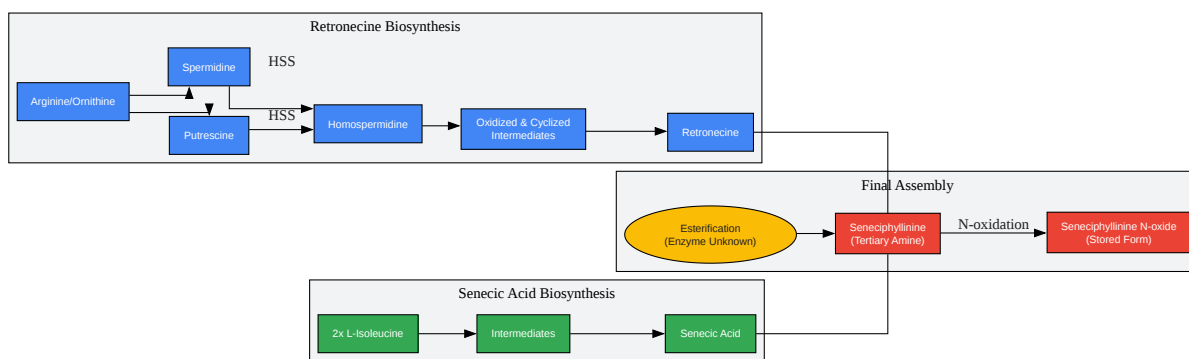 Retronecine Biosynthesis
Spermidine
HSS
Arginine/Ornithine
HSS
Putrescine
Homospermidine
Oxidized & Cyclized
Intermediates
Retronecine
Final Assembly
Esterification
(Enzyme Unknown)
Seneciphyllinine
(Tertiary Amine)
N-oxidation
Seneciphyllinine N-oxide
(Stored Form)
Senecic Acid Biosynthesis
2x L-Isoleucine
Intermediates
Senecic Acid